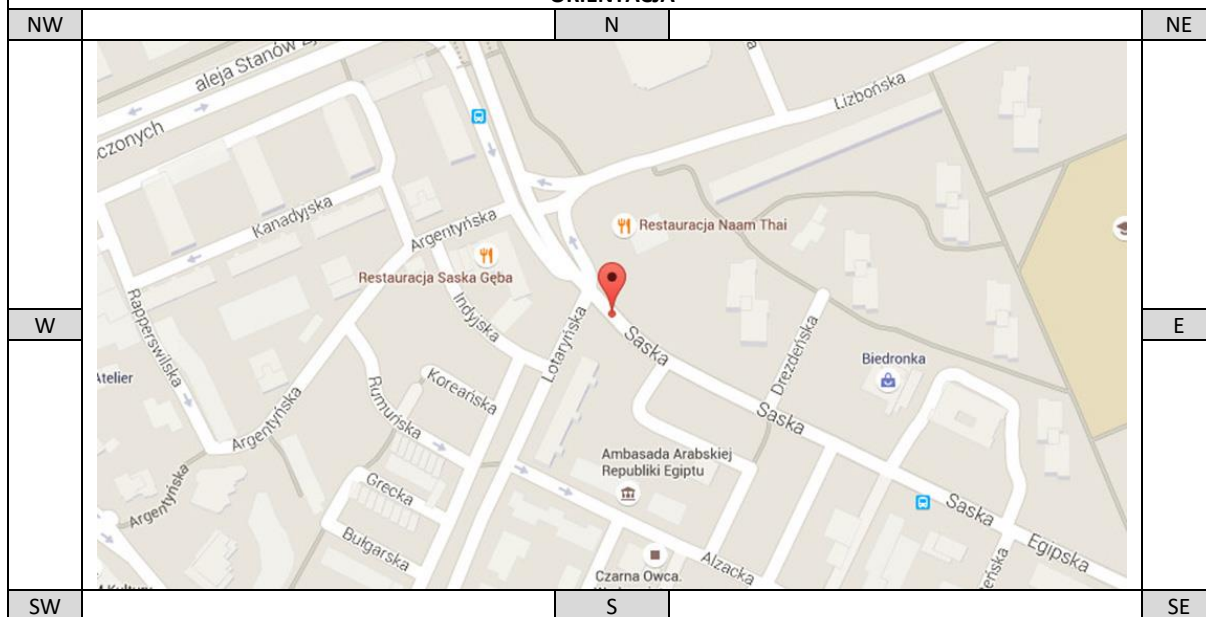 NW N NE
aleja Stanów
czonych
Lizbońska
Kanadyjska
Argentyńska
Restauracja Naam Thai
Restauracja Saska Gęba
W
E
Rapperswilska
Indyjska
Lotaryńska
Saska
Drezdeńska
Biedronka
Atelier
Koreańska
Rumuńska
Argentyńska
Saska
Ambasada Arabskiej
Republiki Egiptu
Grecka
Argentyńska
Saska
Bułgarska
Egipska
Alzacka
Czarna Owca.
SW S SE